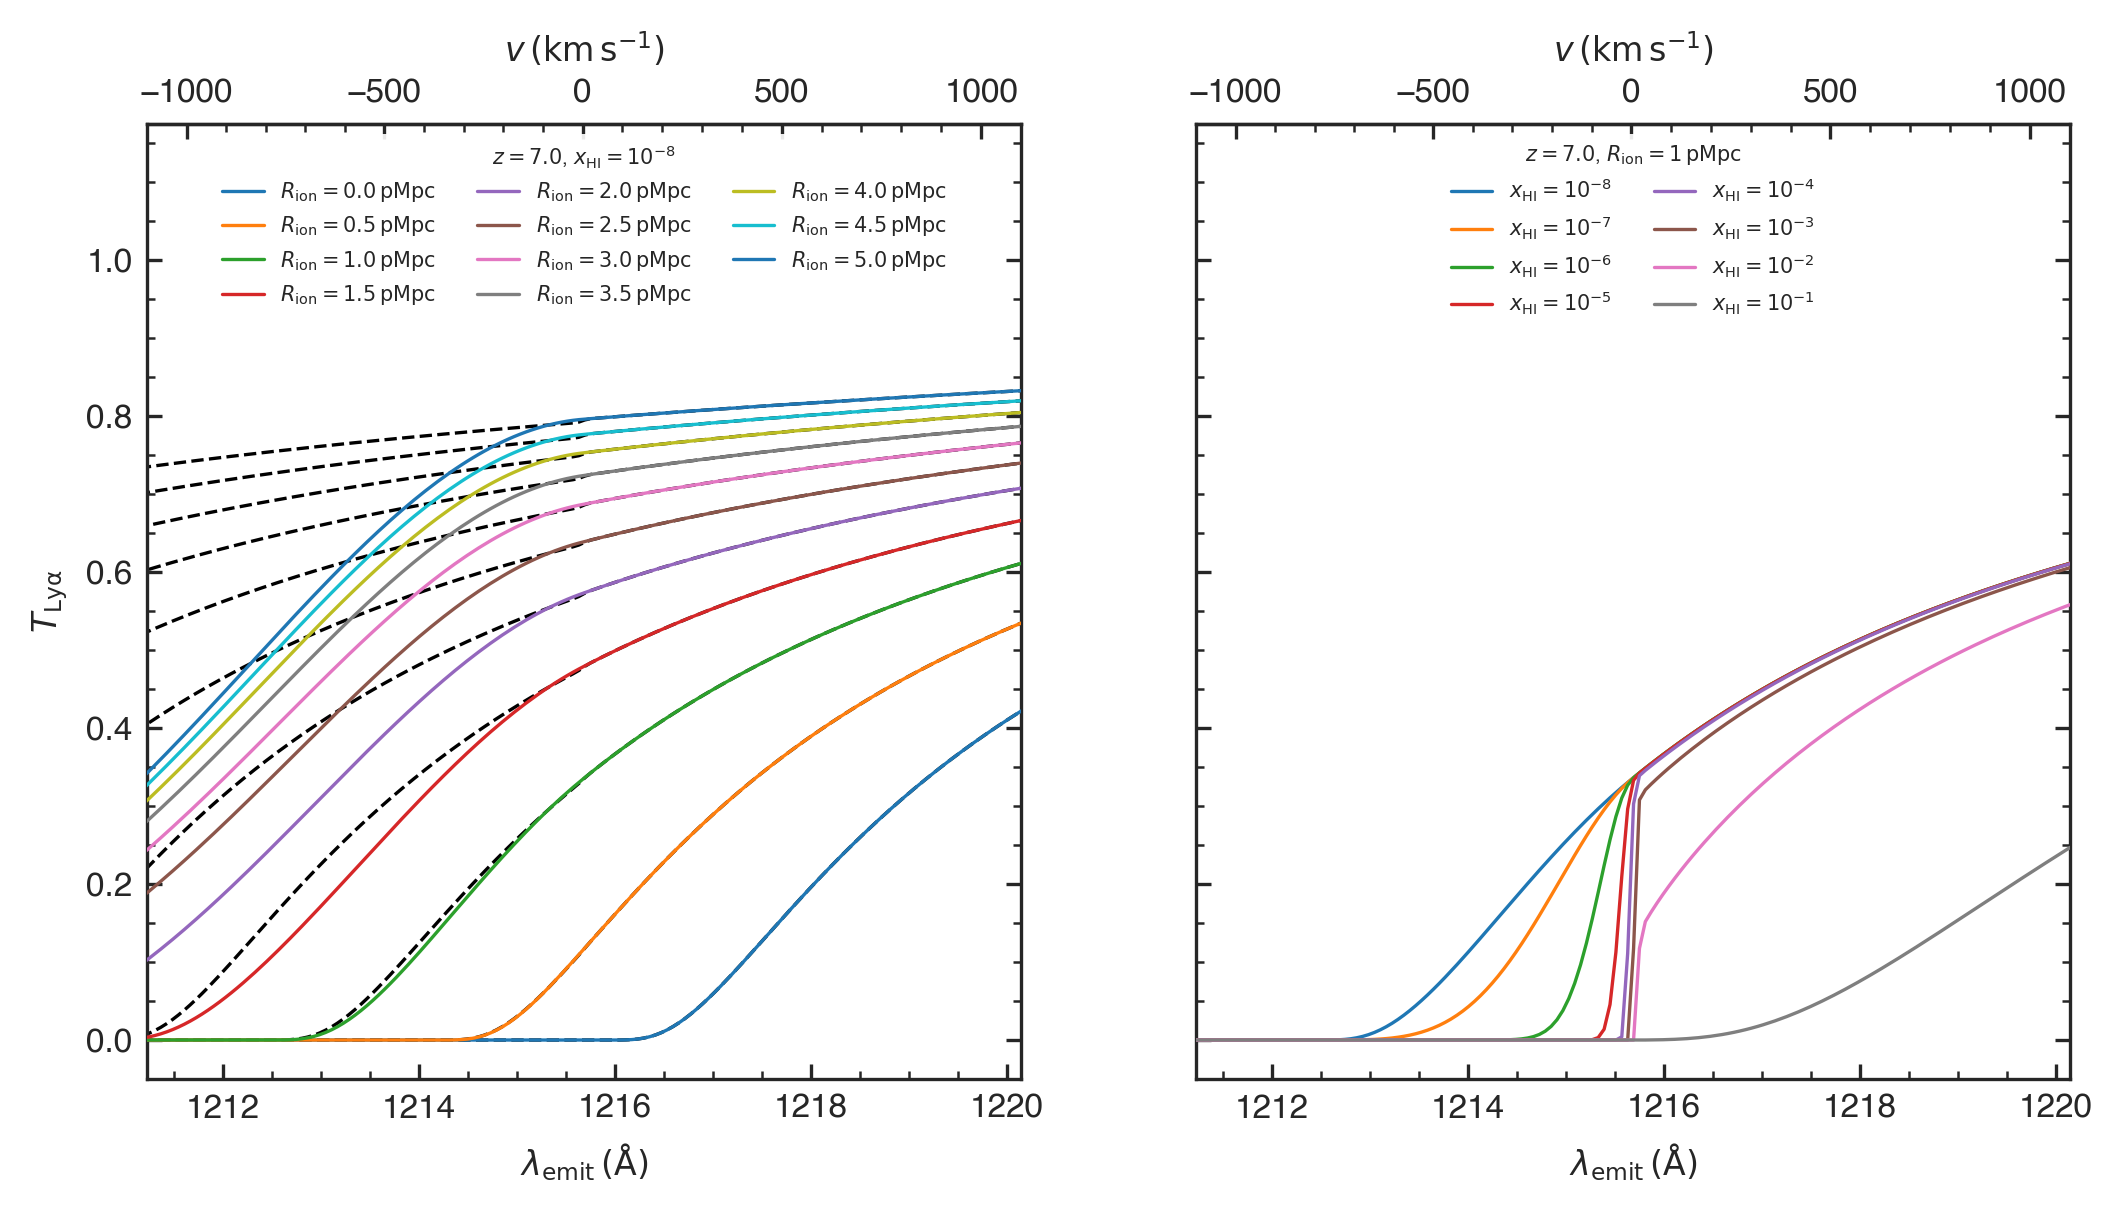 v (km s⁻¹)
−1000 −500 0 500 1000
z = 7.0, x_HI = 10⁻⁸
R_ion = 0.0 pMpc R_ion = 2.0 pMpc R_ion = 4.0 pMpc
R_ion = 0.5 pMpc R_ion = 2.5 pMpc R_ion = 4.5 pMpc
R_ion = 1.0 pMpc R_ion = 3.0 pMpc R_ion = 5.0 pMpc
R_ion = 1.5 pMpc R_ion = 3.5 pMpc
1.0
0.8
0.6
0.4
0.2
0.0
T_Lyα
1212 1214 1216 1218 1220
λ_emit (Å)
v (km s⁻¹)
−1000 −500 0 500 1000
z = 7.0, R_ion = 1 pMpc
x_HI = 10⁻⁸ x_HI = 10⁻⁴
x_HI = 10⁻⁷ x_HI = 10⁻³
x_HI = 10⁻⁶ x_HI = 10⁻²
x_HI = 10⁻⁵ x_HI = 10⁻¹
1212 1214 1216 1218 1220
λ_emit (Å)